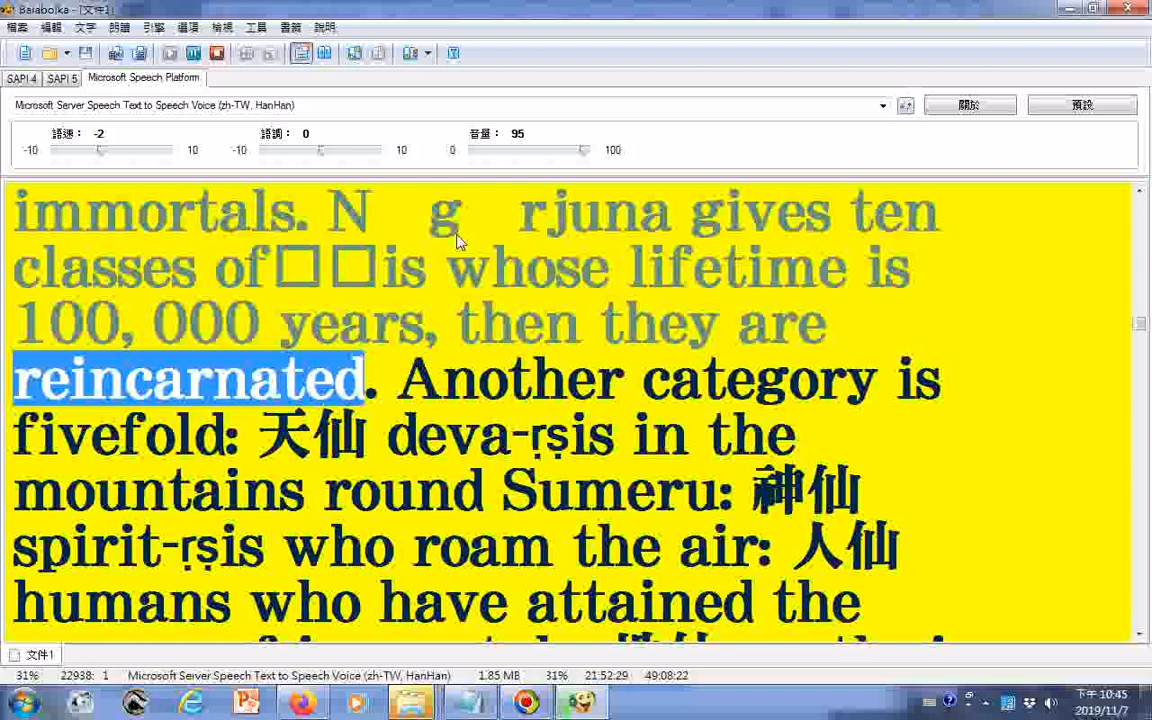 Balabolka - [文件1]
檔案 編輯 文字 朗讀 引擎 選項 檢視 工具 書籤 說明
SAPI 4 SAPI 5 Microsoft Speech Platform
Microsoft Server Speech Text to Speech Voice (zh-TW, HanHan) 關於 預設
語速： -2 語調： 0 音量： 95
-10 10 -10 10 0 100
immortals. N g rjuna gives ten
classes of□□is whose lifetime is
100, 000 years, then they are
reincarnated. Another category is
fivefold: 天仙 deva-ṛṣis in the
mountains round Sumeru: 神仙
spirit-ṛṣis who roam the air: 人仙
humans who have attained the
文件1
31% 22938: 1 Microsoft Server Speech Text to Speech Voice (zh-TW, HanHan) 1.85 MB 31% 21:52:29 49:08:22
下午 10:45
2019/11/7